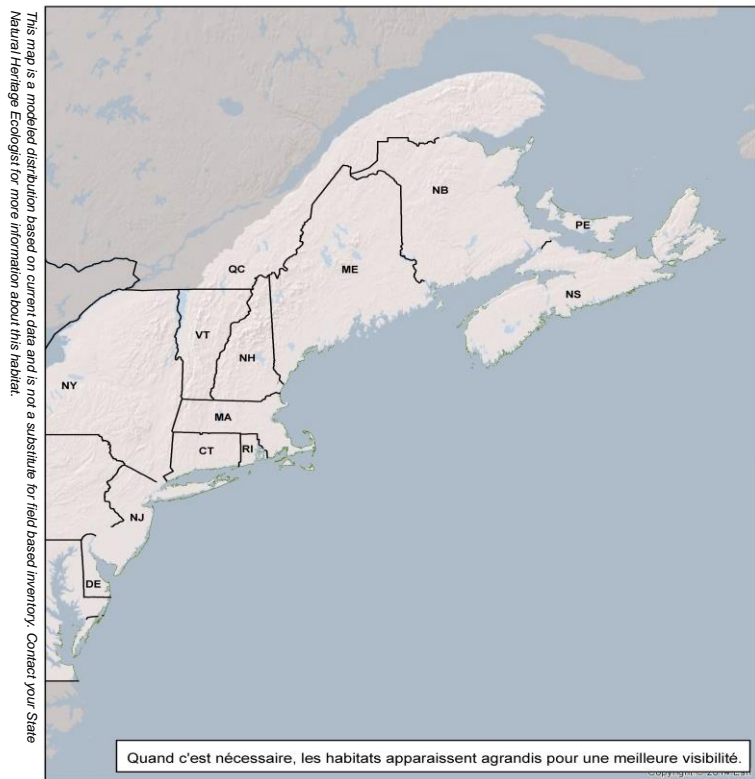 This map is a modeled distribution based on current data and is not a substitute for field based inventory. Contact your State
Natural Heritage Ecologist for more information about this habitat.
NB
PE
QC
ME
NS
VT
NH
NY
MA
CT
RI
NJ
DE
Quand c'est nécessaire, les habitats apparaissent agrandis pour une meilleure visibilité.